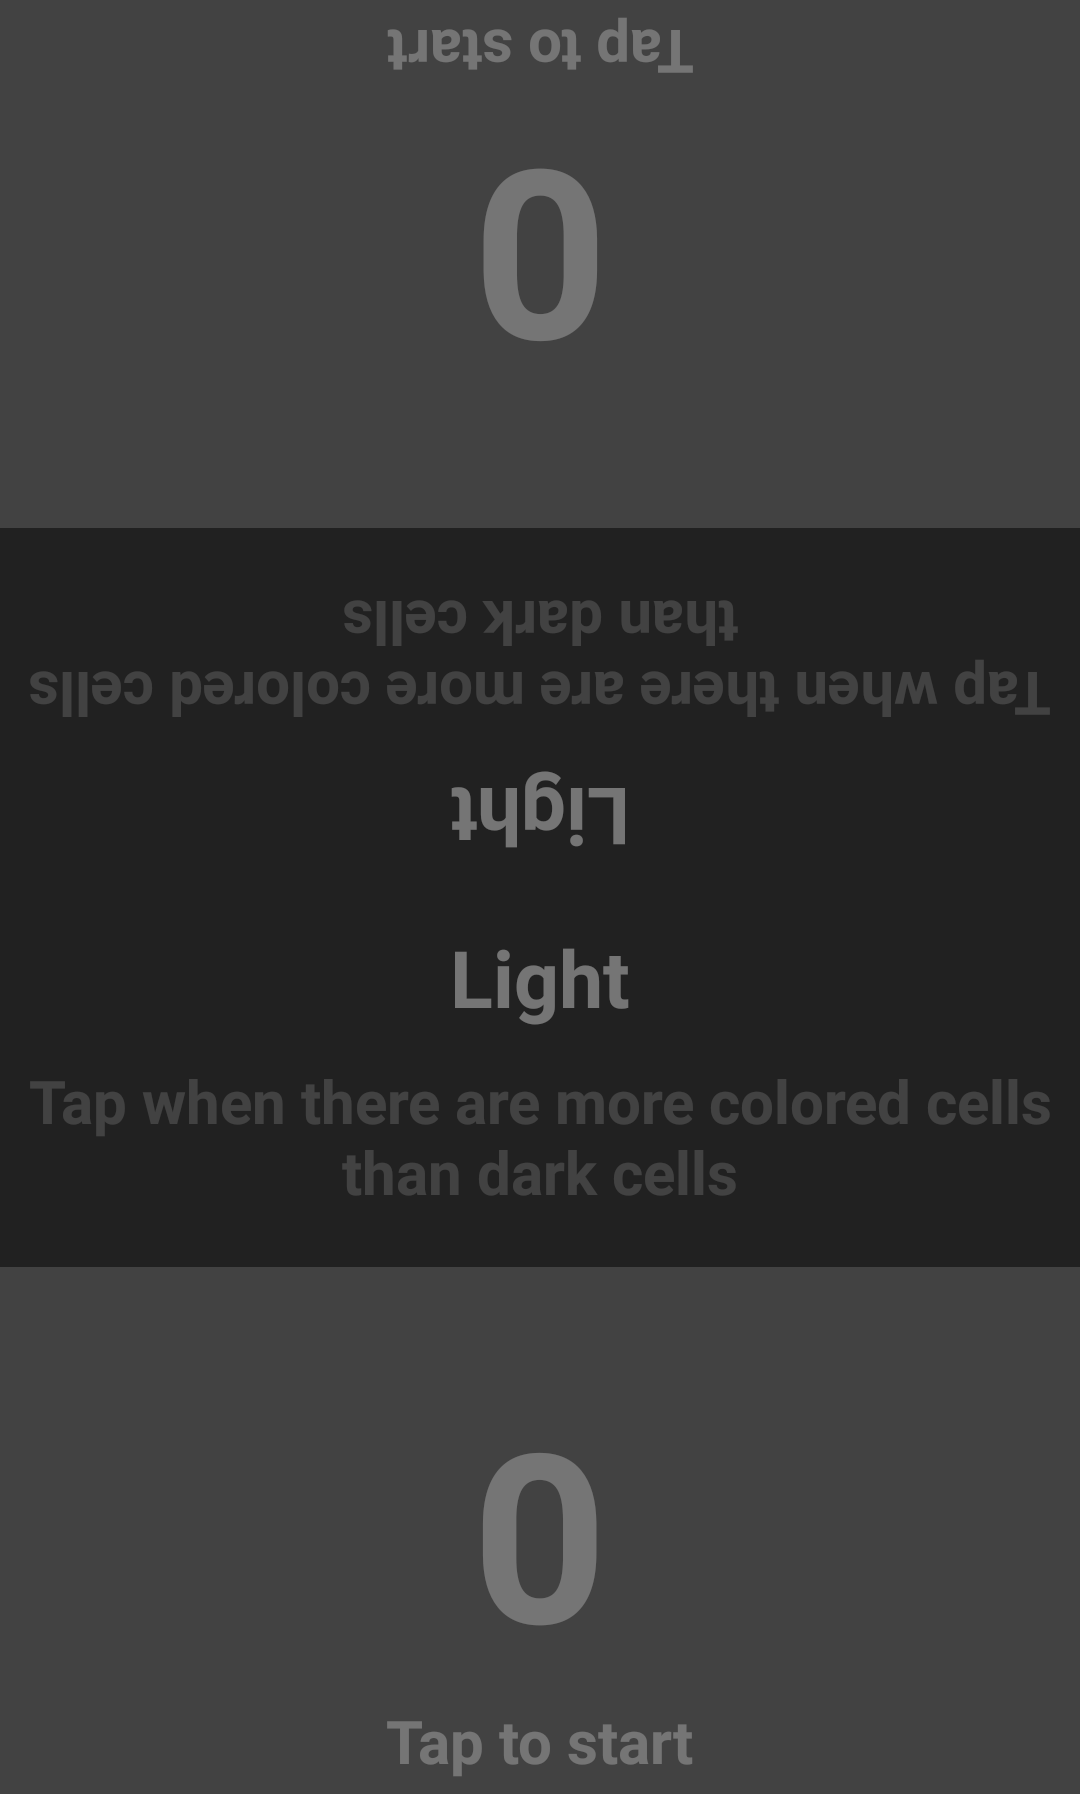 Tap to start
0
than dark cells
Tap when there are more colored cells
Light
Light
Tap when there are more colored cells
than dark cells
0
Tap to start